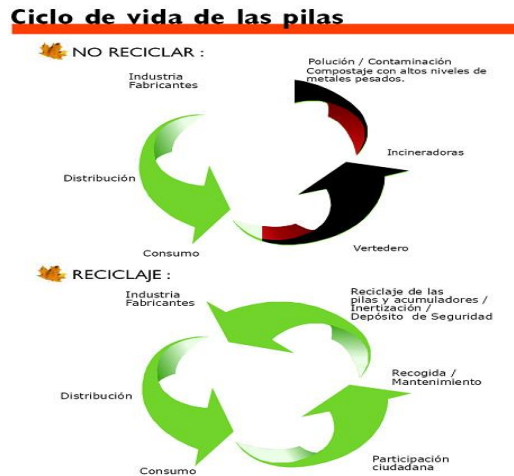 Ciclo de vida de las pilas
NO RECICLAR :
Industria
Fabricantes
Polución / Contaminación
Compostaje con altos niveles de
metales pesados.
Incineradoras
Distribución
Consumo
Vertedero
RECICLAJE :
Industria
Fabricantes
Reciclaje de las
pilas y acumuladores /
Inertización /
Depósito de Seguridad
Recogida /
Mantenimiento
Distribución
Consumo
Participación
ciudadana